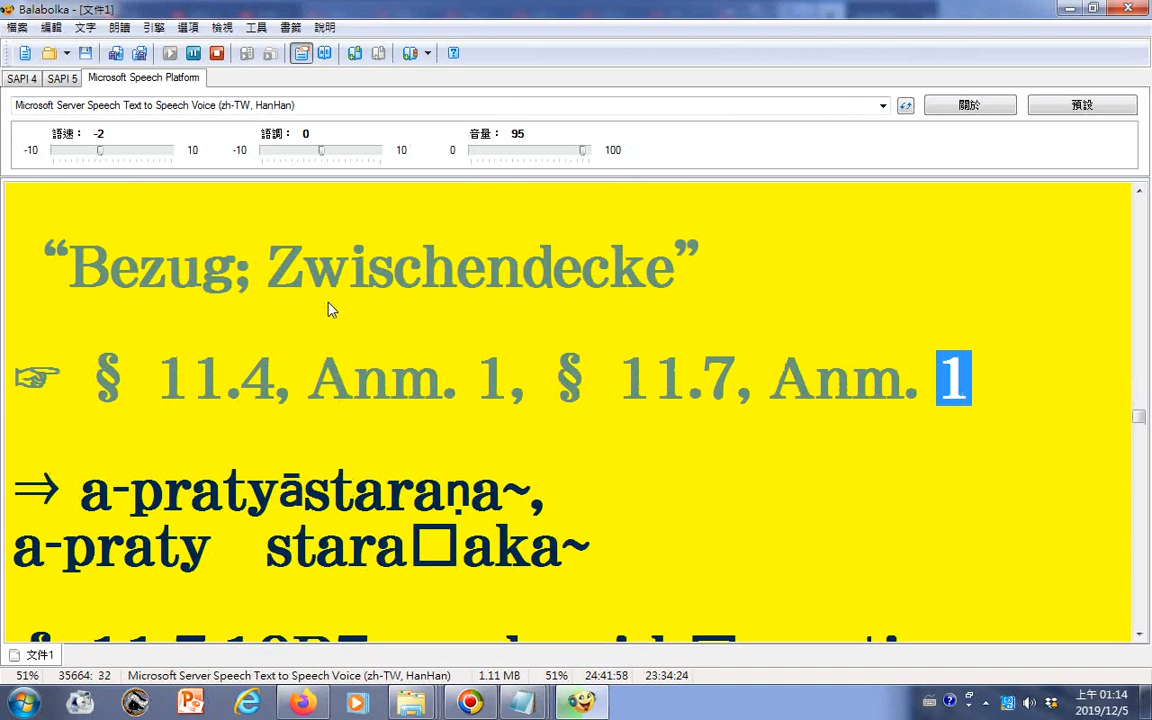 Balabolka - [文件1]
檔案 編輯 文字 朗讀 引擎 選項 檢視 工具 書籤 說明
SAPI 4 SAPI 5 Microsoft Speech Platform
Microsoft Server Speech Text to Speech Voice (zh-TW, HanHan) 關於 預設
語速： -2 語調： 0 音量： 95
-10 10 -10 10 0 100
“Bezug; Zwischendecke”
☞ § 11.4, Anm. 1, § 11.7, Anm. 1
⇒ a-pratyāstaraṇa~,
a-praty stara□aka~
文件1
51% 35664: 32 Microsoft Server Speech Text to Speech Voice (zh-TW, HanHan) 1.11 MB 51% 24:41:58 23:34:24
上午 01:14
2019/12/5